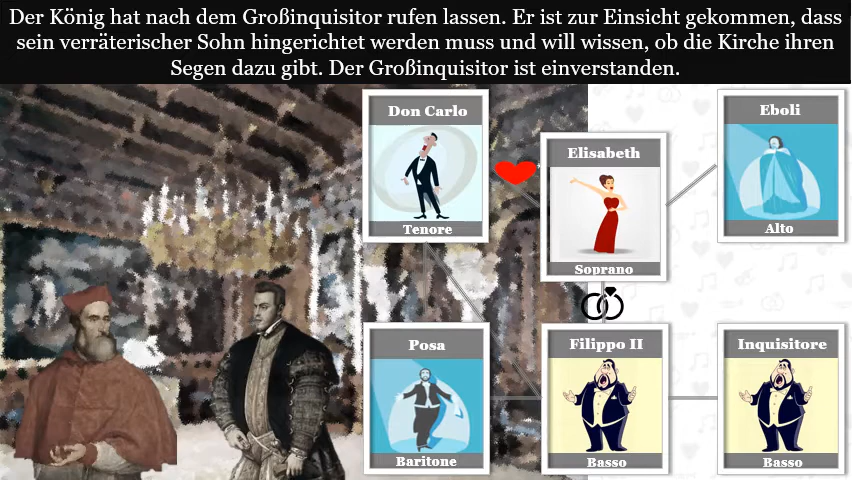 Der König hat nach dem Großinquisitor rufen lassen. Er ist zur Einsicht gekommen, dass
sein verräterischer Sohn hingerichtet werden muss und will wissen, ob die Kirche ihren
Segen dazu gibt. Der Großinquisitor ist einverstanden.
Don Carlo
Tenore
Elisabeth
Soprano
Eboli
Alto
Posa
Baritone
Filippo II
Basso
Inquisitore
Basso